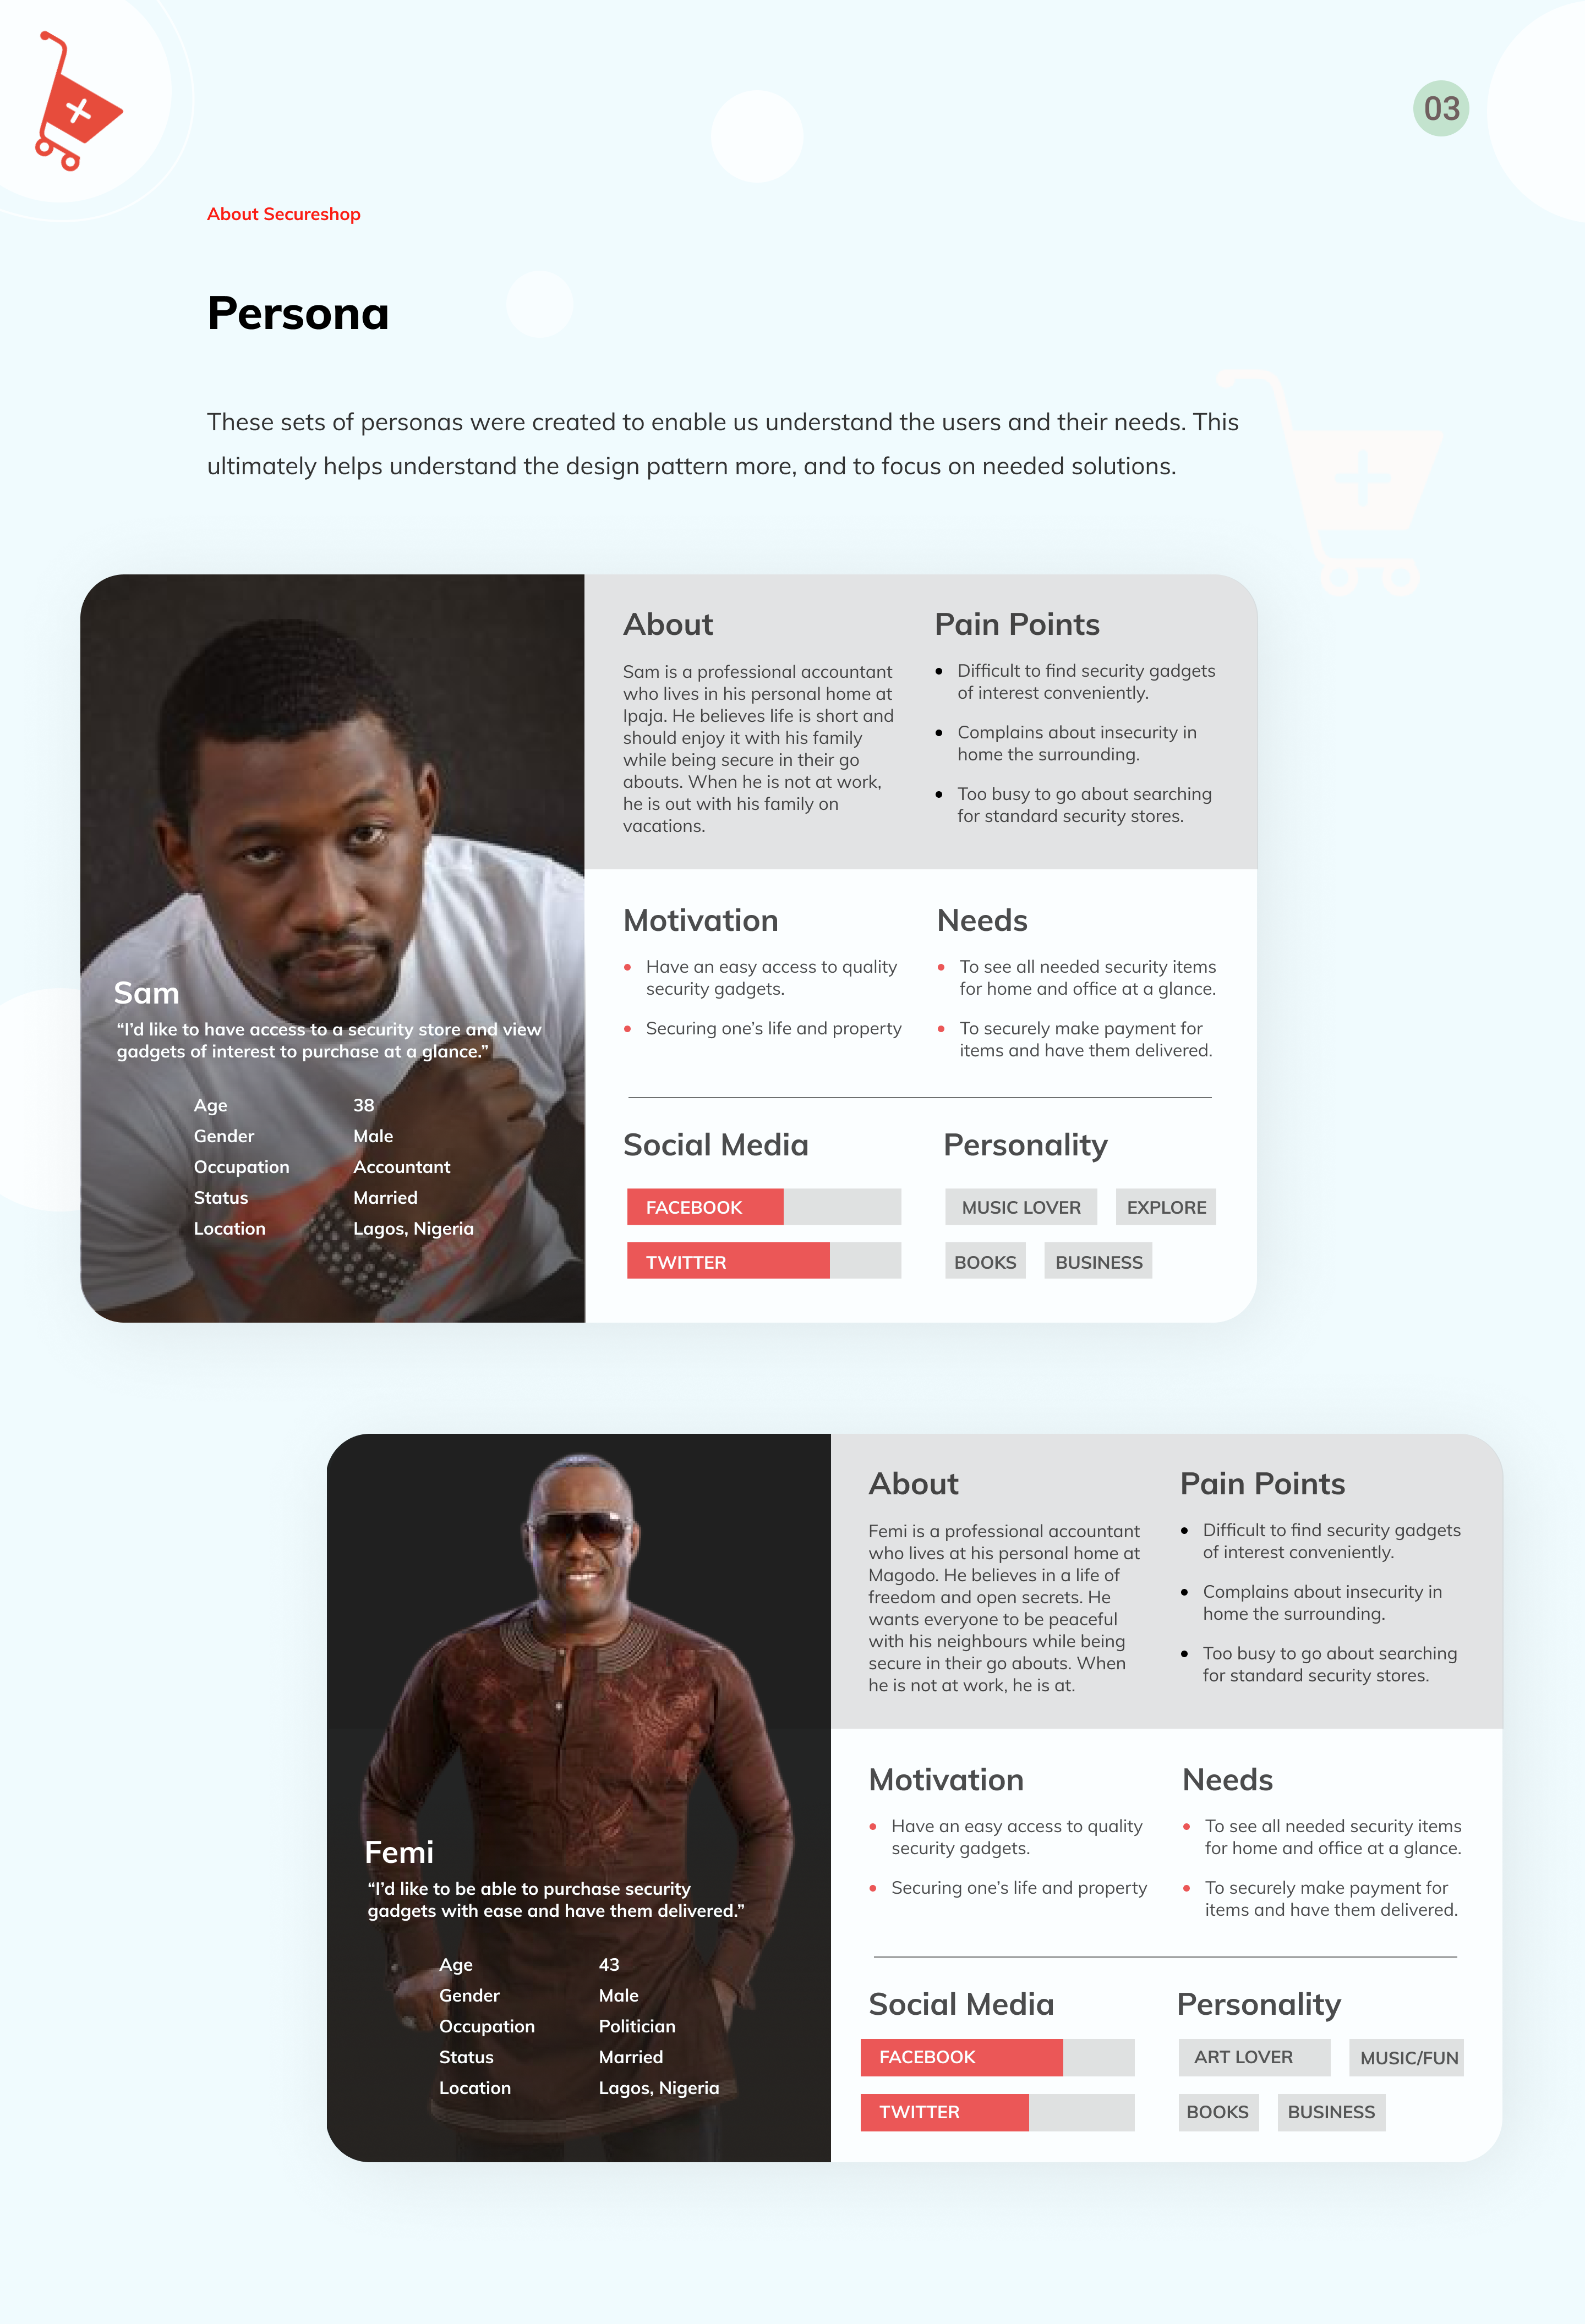 03
About Secureshop
Persona
These sets of personas were created to enable us understand the users and their needs. This
ultimately helps understand the design pattern more, and to focus on needed solutions.
Sam
“I’d like to have access to a security store and view
gadgets of interest to purchase at a glance.”
Age 38
Gender Male
Occupation Accountant
Status Married
Location Lagos, Nigeria
About
Sam is a professional accountant
who lives in his personal home at
Ipaja. He believes life is short and
should enjoy it with his family
while being secure in their go
abouts. When he is not at work,
he is out with his family on
vacations.
Pain Points
Difficult to find security gadgets
of interest conveniently.
Complains about insecurity in
home the surrounding.
Too busy to go about searching
for standard security stores.
Motivation
Have an easy access to quality
security gadgets.
Securing one’s life and property
Needs
To see all needed security items
for home and office at a glance.
To securely make payment for
items and have them delivered.
Social Media
FACEBOOK
TWITTER
Personality
MUSIC LOVER EXPLORE
BOOKS BUSINESS
Femi
“I’d like to be able to purchase security
gadgets with ease and have them delivered.”
Age 43
Gender Male
Occupation Politician
Status Married
Location Lagos, Nigeria
About
Femi is a professional accountant
who lives at his personal home at
Magodo. He believes in a life of
freedom and open secrets. He
wants everyone to be peaceful
with his neighbours while being
secure in their go abouts. When
he is not at work, he is at.
Pain Points
Difficult to find security gadgets
of interest conveniently.
Complains about insecurity in
home the surrounding.
Too busy to go about searching
for standard security stores.
Motivation
Have an easy access to quality
security gadgets.
Securing one’s life and property
Needs
To see all needed security items
for home and office at a glance.
To securely make payment for
items and have them delivered.
Social Media
FACEBOOK
TWITTER
Personality
ART LOVER MUSIC/FUN
BOOKS BUSINESS